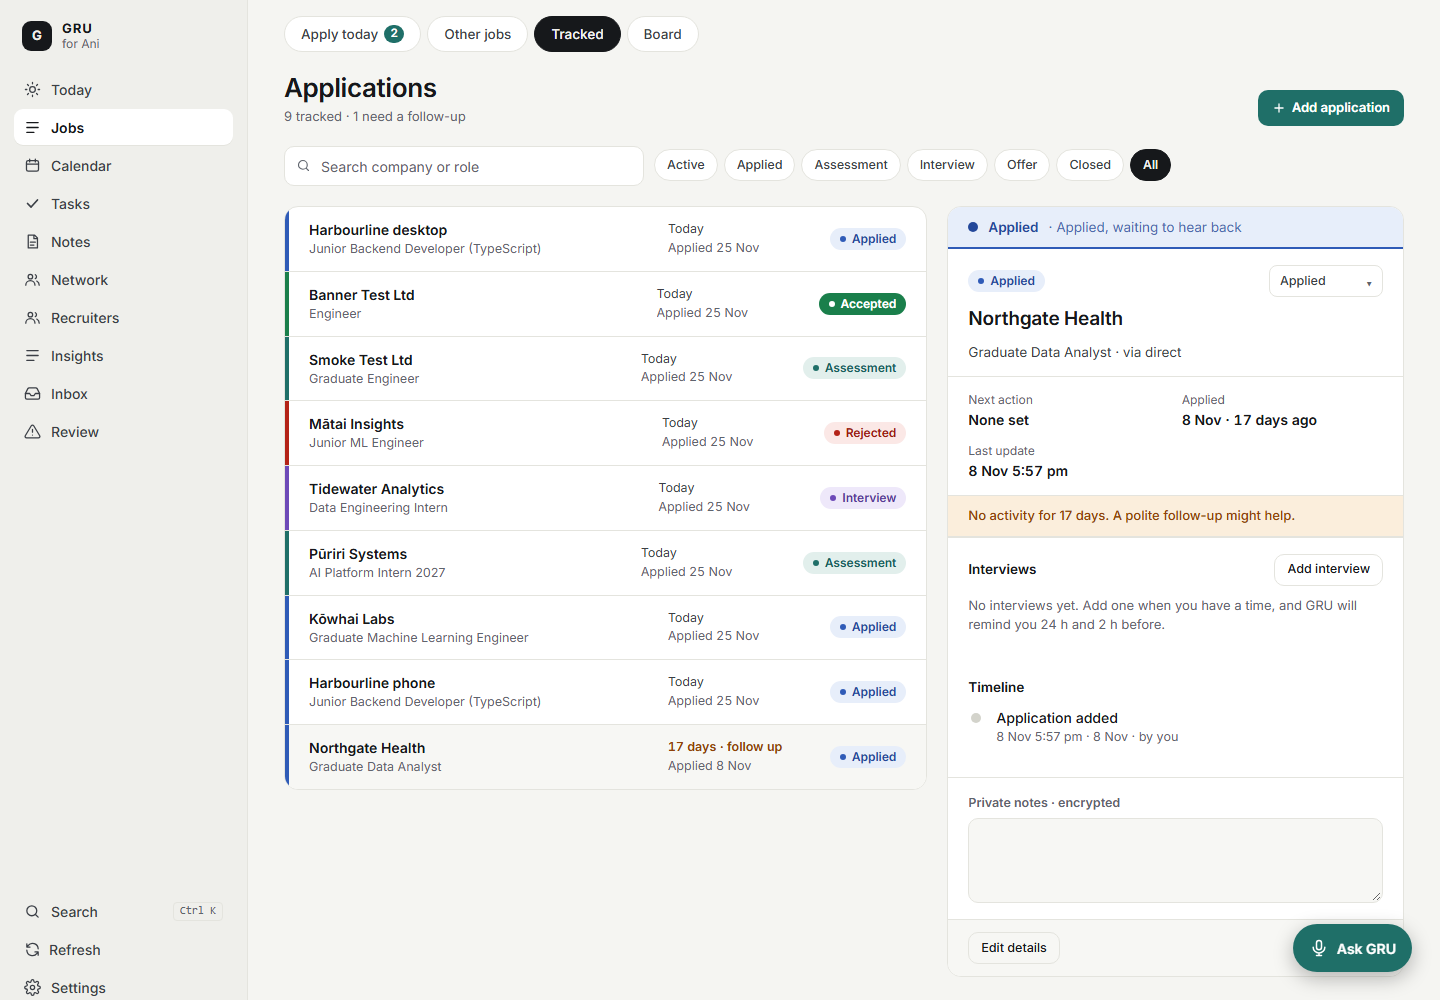 G
GRU
for Ani
Today
Jobs
Calendar
Tasks
Notes
Network
Recruiters
Insights
Inbox
Review
Search Ctrl K
Refresh
Settings
Apply today 2 Other jobs Tracked Board
Applications
9 tracked · 1 need a follow-up
+ Add application
Search company or role
Active Applied Assessment Interview Offer Closed All
Harbourline desktop
Junior Backend Developer (TypeScript)
Today
Applied 25 Nov
Applied
Banner Test Ltd
Engineer
Today
Applied 25 Nov
Accepted
Smoke Test Ltd
Graduate Engineer
Today
Applied 25 Nov
Assessment
Mātai Insights
Junior ML Engineer
Today
Applied 25 Nov
Rejected
Tidewater Analytics
Data Engineering Intern
Today
Applied 25 Nov
Interview
Pūriri Systems
AI Platform Intern 2027
Today
Applied 25 Nov
Assessment
Kōwhai Labs
Graduate Machine Learning Engineer
Today
Applied 25 Nov
Applied
Harbourline phone
Junior Backend Developer (TypeScript)
Today
Applied 25 Nov
Applied
Northgate Health
Graduate Data Analyst
17 days · follow up
Applied 8 Nov
Applied
Applied · Applied, waiting to hear back
Applied
Applied
Northgate Health
Graduate Data Analyst · via direct
Next action
None set
Applied
8 Nov · 17 days ago
Last update
8 Nov 5:57 pm
No activity for 17 days. A polite follow-up might help.
Interviews
Add interview
No interviews yet. Add one when you have a time, and GRU will
remind you 24 h and 2 h before.
Timeline
Application added
8 Nov 5:57 pm · 8 Nov · by you
Private notes · encrypted
Edit details
Ask GRU